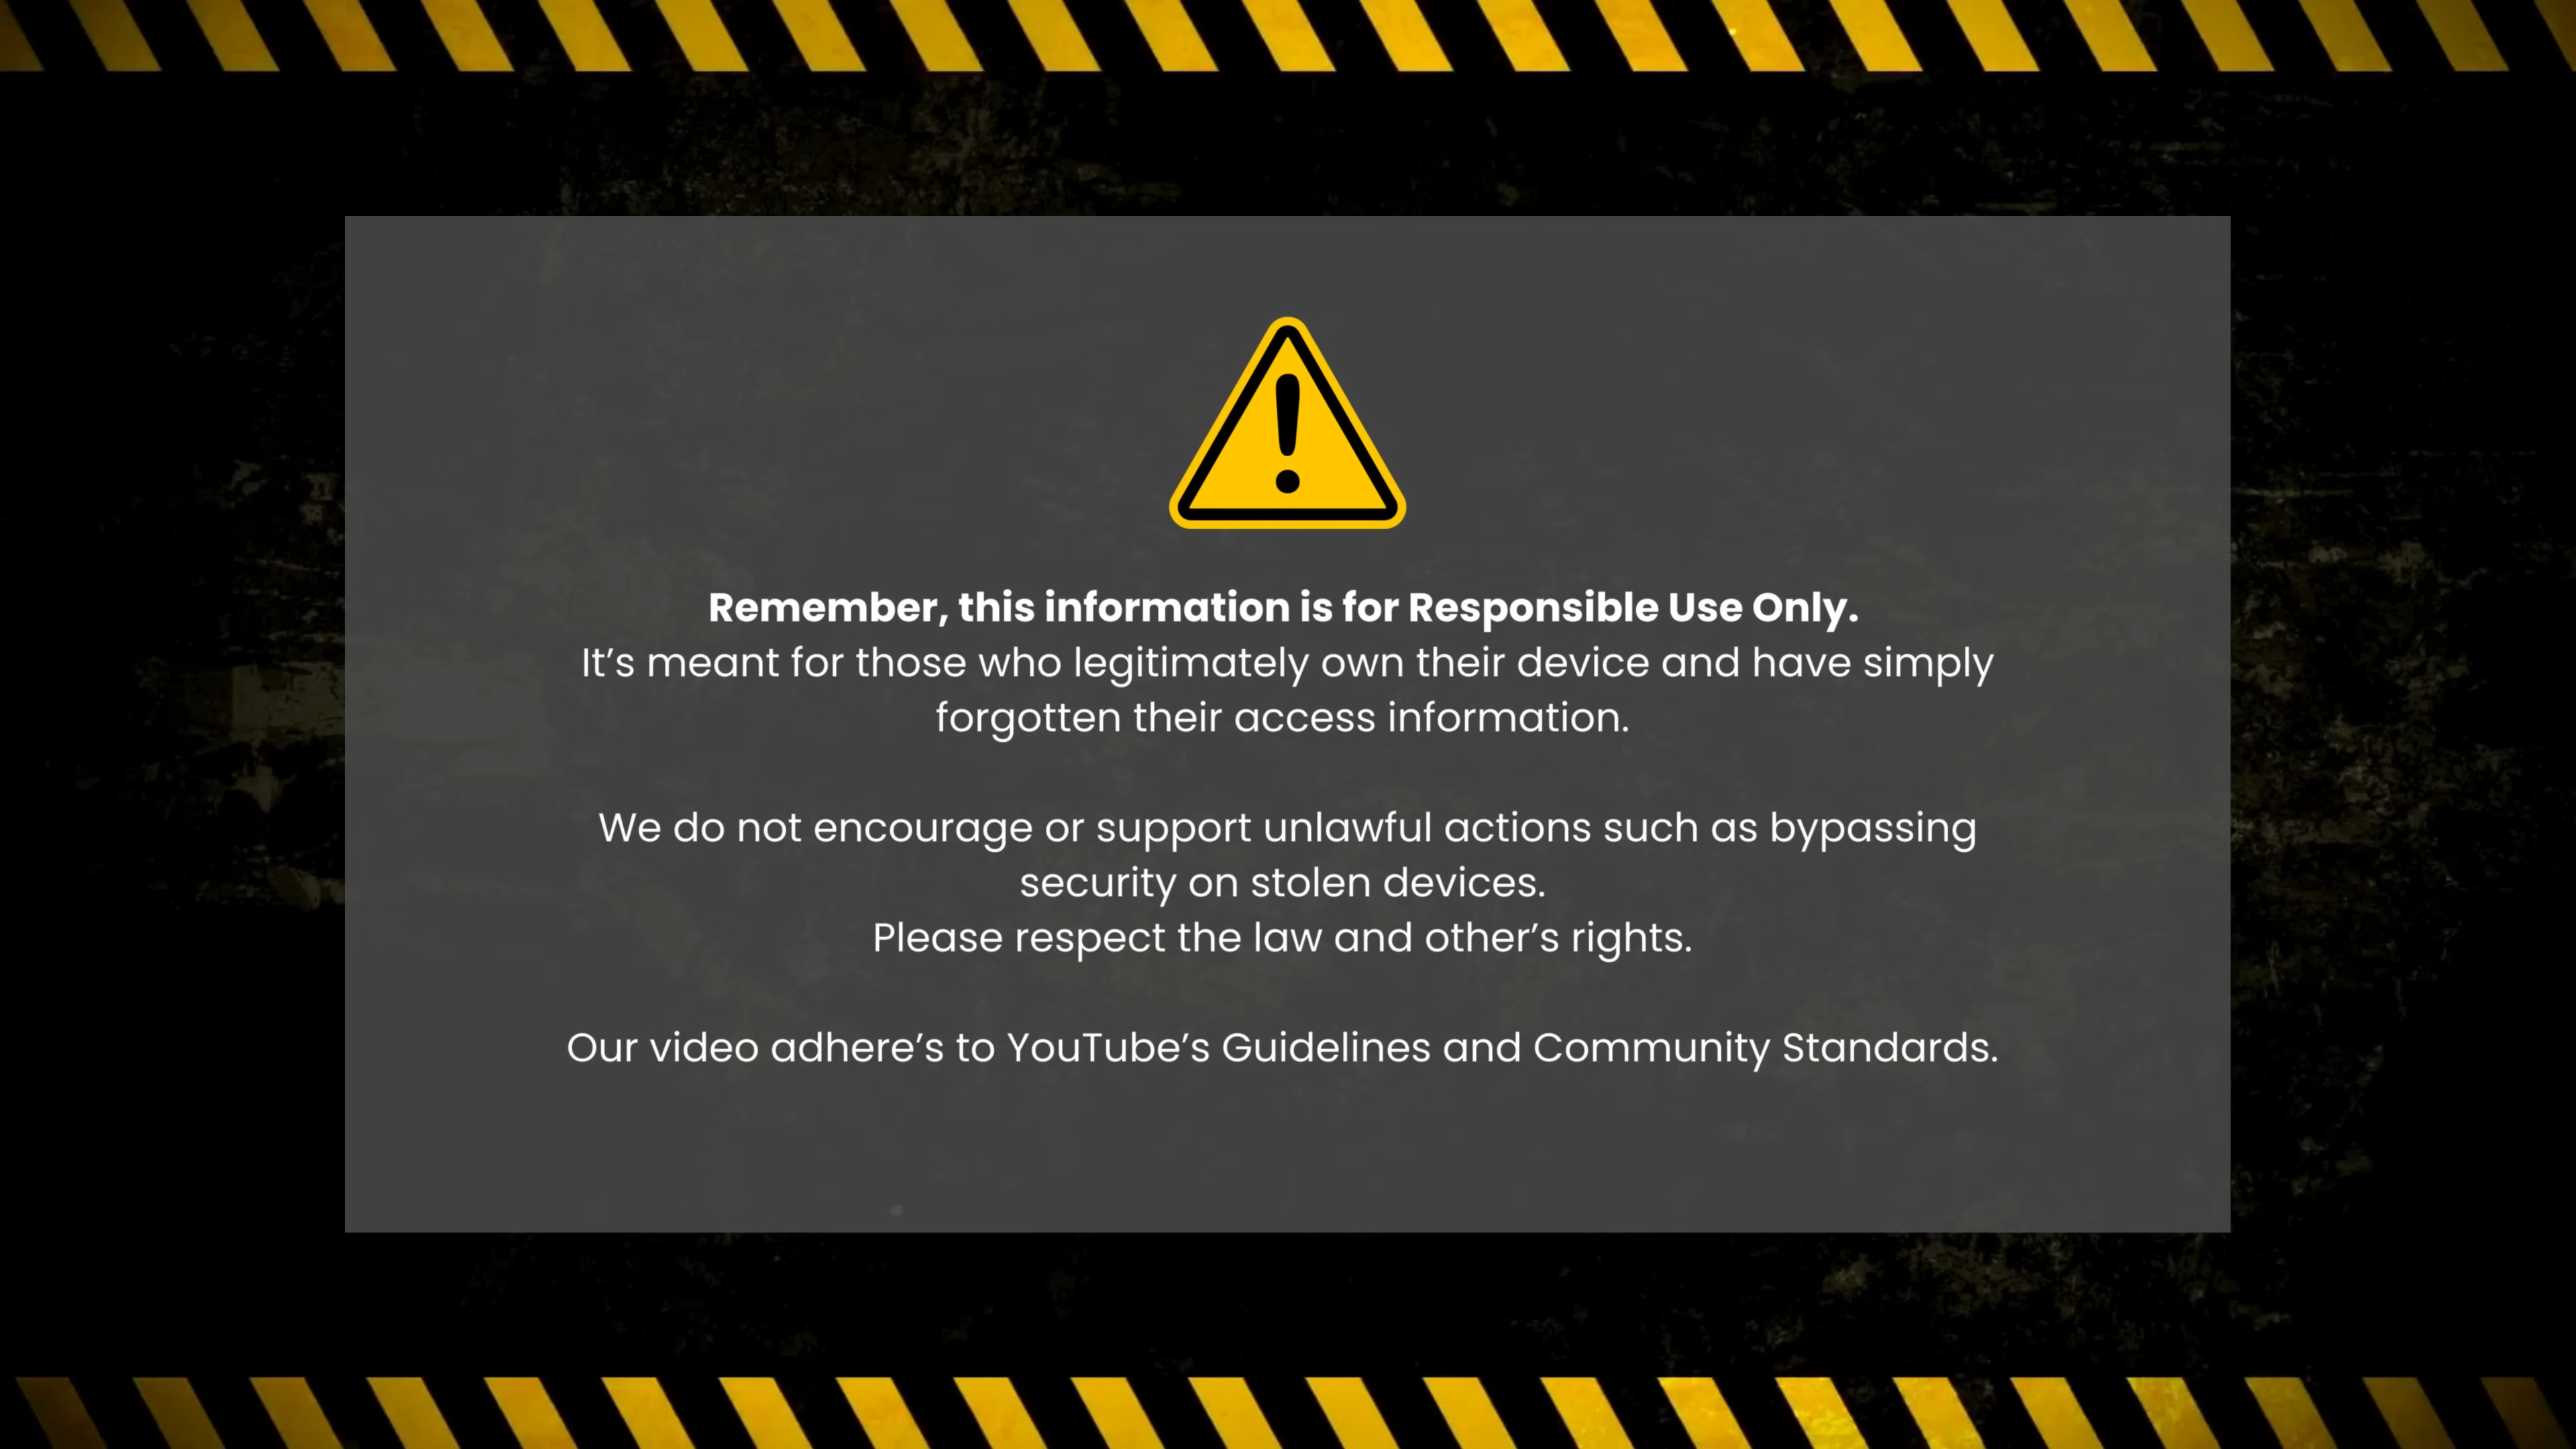 Remember, this information is for Responsible Use Only.
It’s meant for those who legitimately own their device and have simply
forgotten their access information.
We do not encourage or support unlawful actions such as bypassing
security on stolen devices.
Please respect the law and other’s rights.
Our video adhere’s to YouTube’s Guidelines and Community Standards.